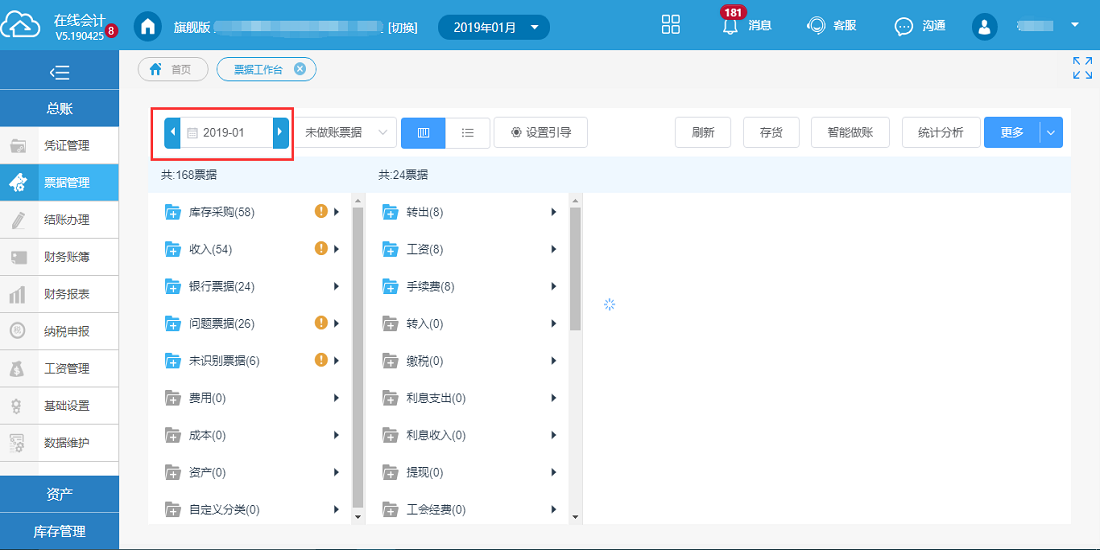 在线会计
V5.190425
8
旗舰版
[切换]
2019年01月
181
消息
客服
沟通
总账
凭证管理
票据管理
结账办理
财务账簿
财务报表
纳税申报
工资管理
基础设置
数据维护
资产
库存管理
首页
票据工作台
2019-01
未做账票据
设置引导
刷新
存货
智能做账
统计分析
更多
共:168票据
库存采购(58)
收入(54)
银行票据(24)
问题票据(26)
未识别票据(6)
费用(0)
成本(0)
资产(0)
自定义分类(0)
共:24票据
转出(8)
工资(8)
手续费(8)
转入(0)
缴税(0)
利息支出(0)
利息收入(0)
提现(0)
工会经费(0)